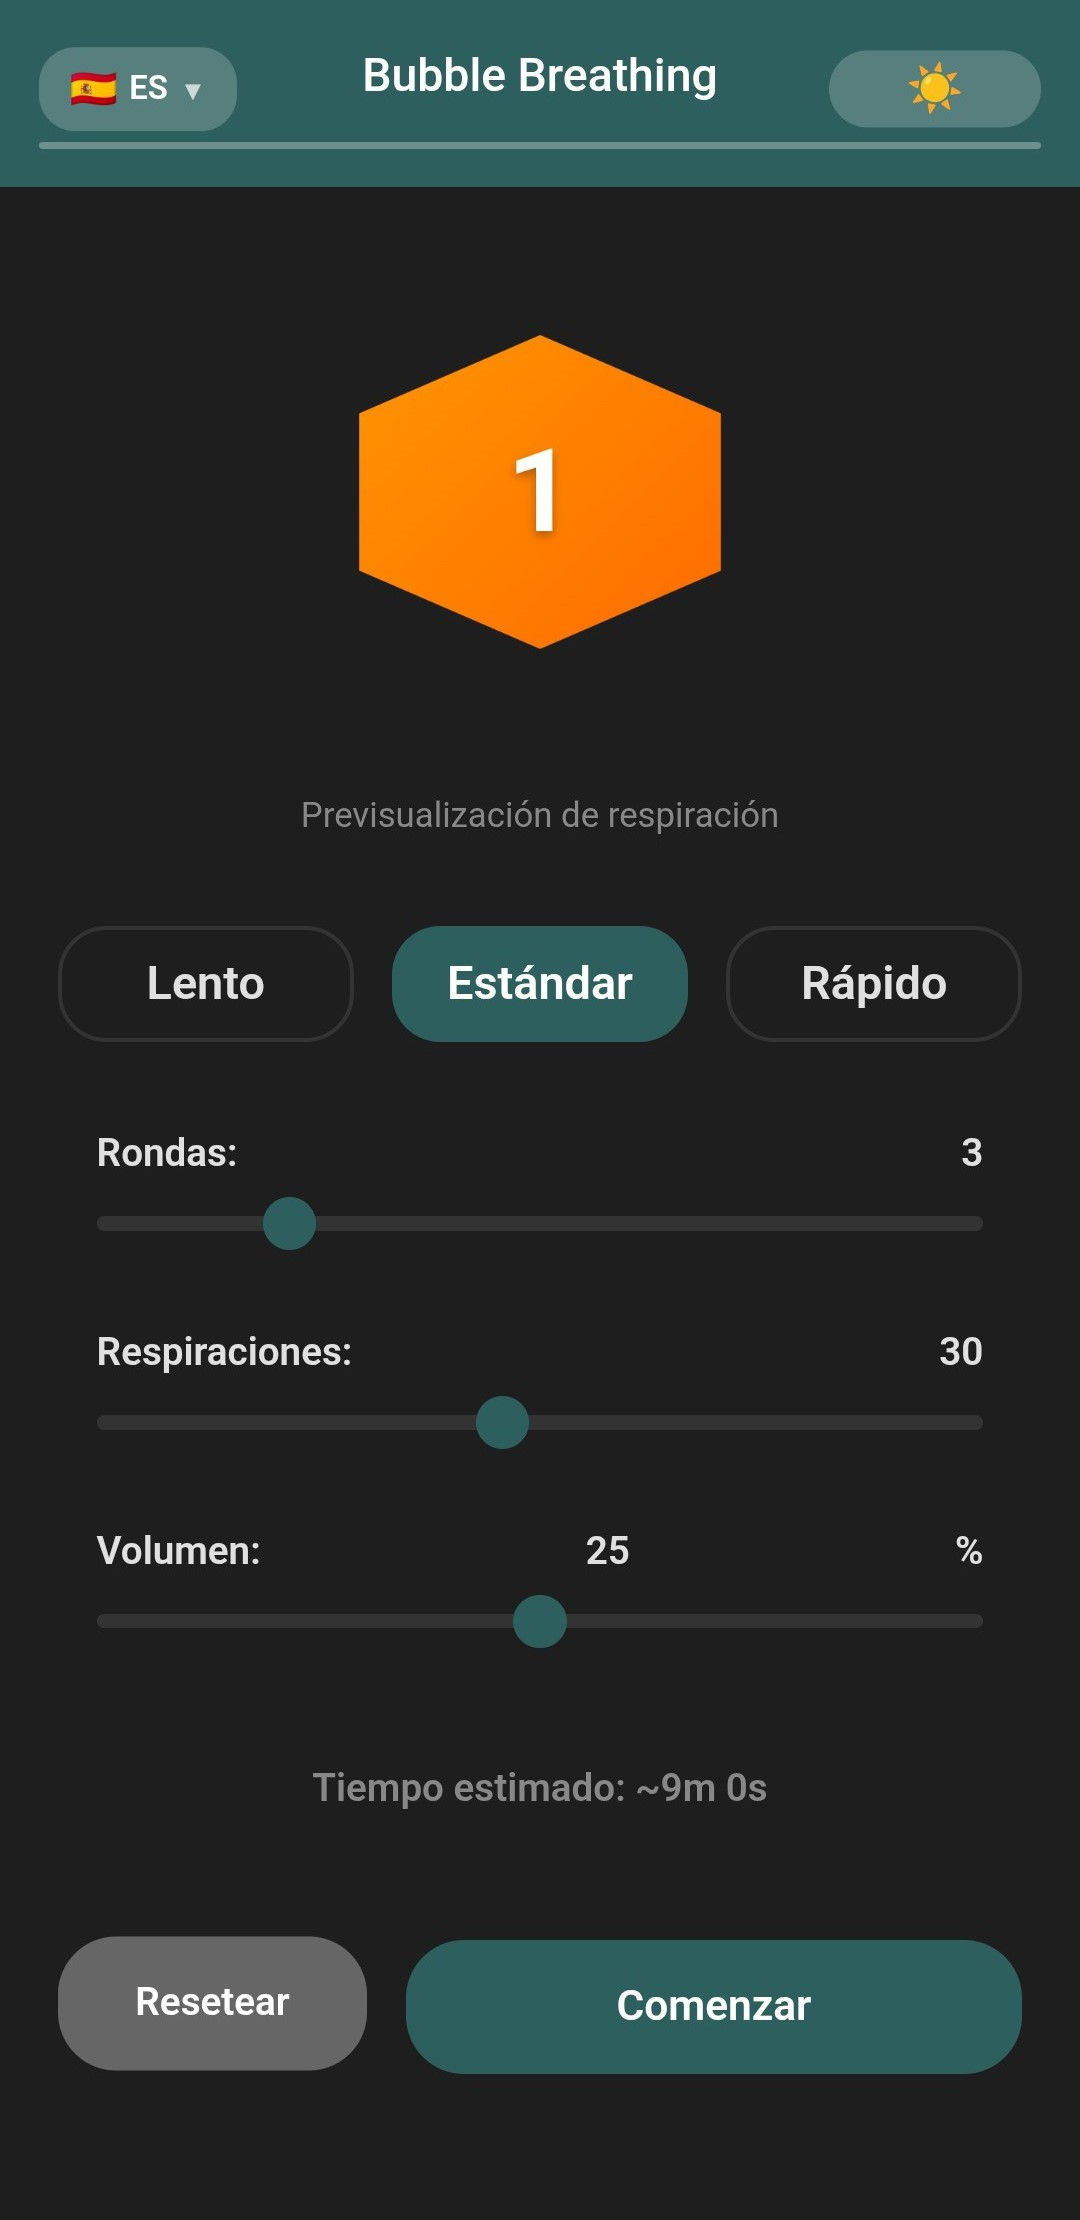 🇪🇸 ES ▼ Bubble Breathing ☀️
1
Previsualización de respiración
Lento Estándar Rápido
Rondas: 3
Respiraciones: 30
Volumen: 25 %
Tiempo estimado: ~9m 0s
Resetear Comenzar